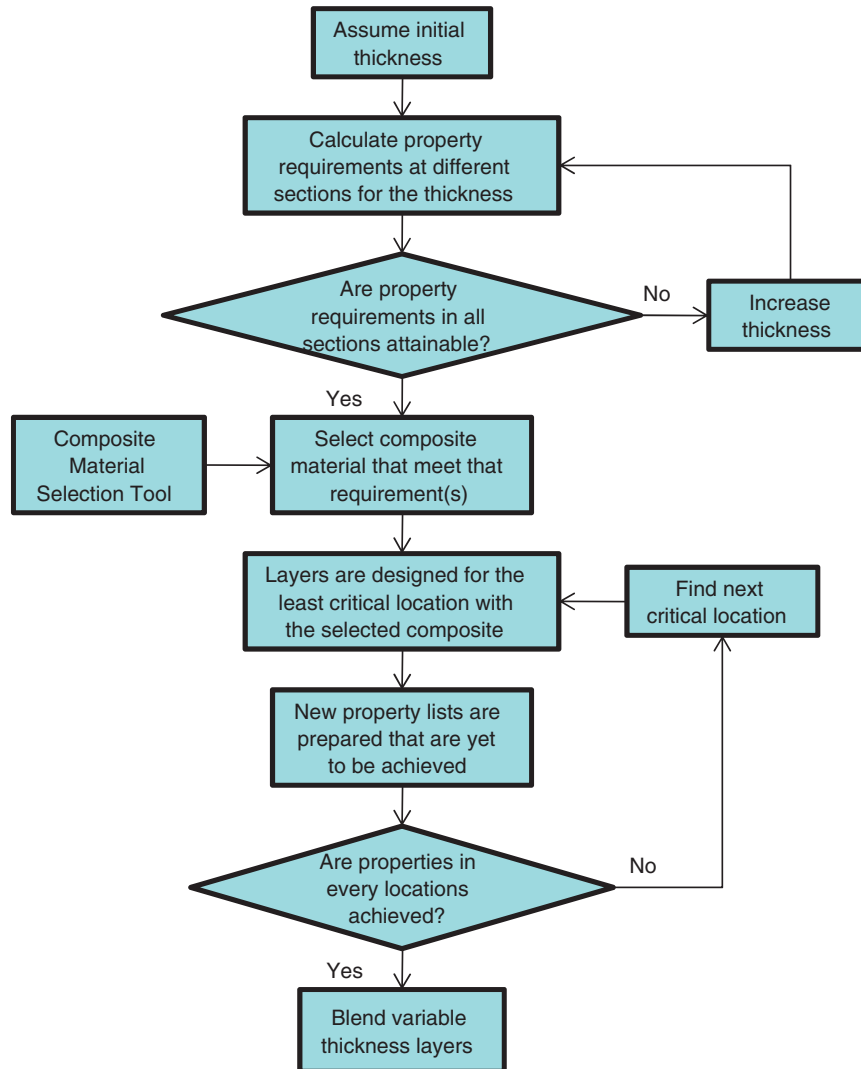 Assume initial
thickness
Calculate property
requirements at different
sections for the thickness
Are property
requirements in all
sections attainable?
No
Increase
thickness
Yes
Composite
Material
Selection Tool
Select composite
material that meet that
requirement(s)
Layers are designed for the
least critical location with
the selected composite
Find next
critical location
New property lists are
prepared that are yet
to be achieved
Are properties in
every locations
achieved?
No
Yes
Blend variable
thickness layers